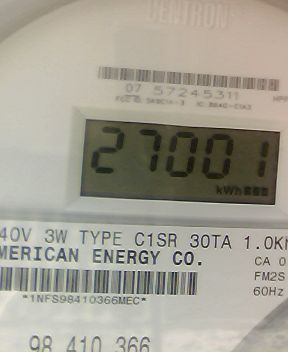 CENTRON
07 57245311
27001
kWh
40V 3W TYPE C1SR 30TA 1.0K
MERICAN ENERGY CO.
CA 0
FM2S
60Hz
*1NFS98410366MEC*
98 410 366